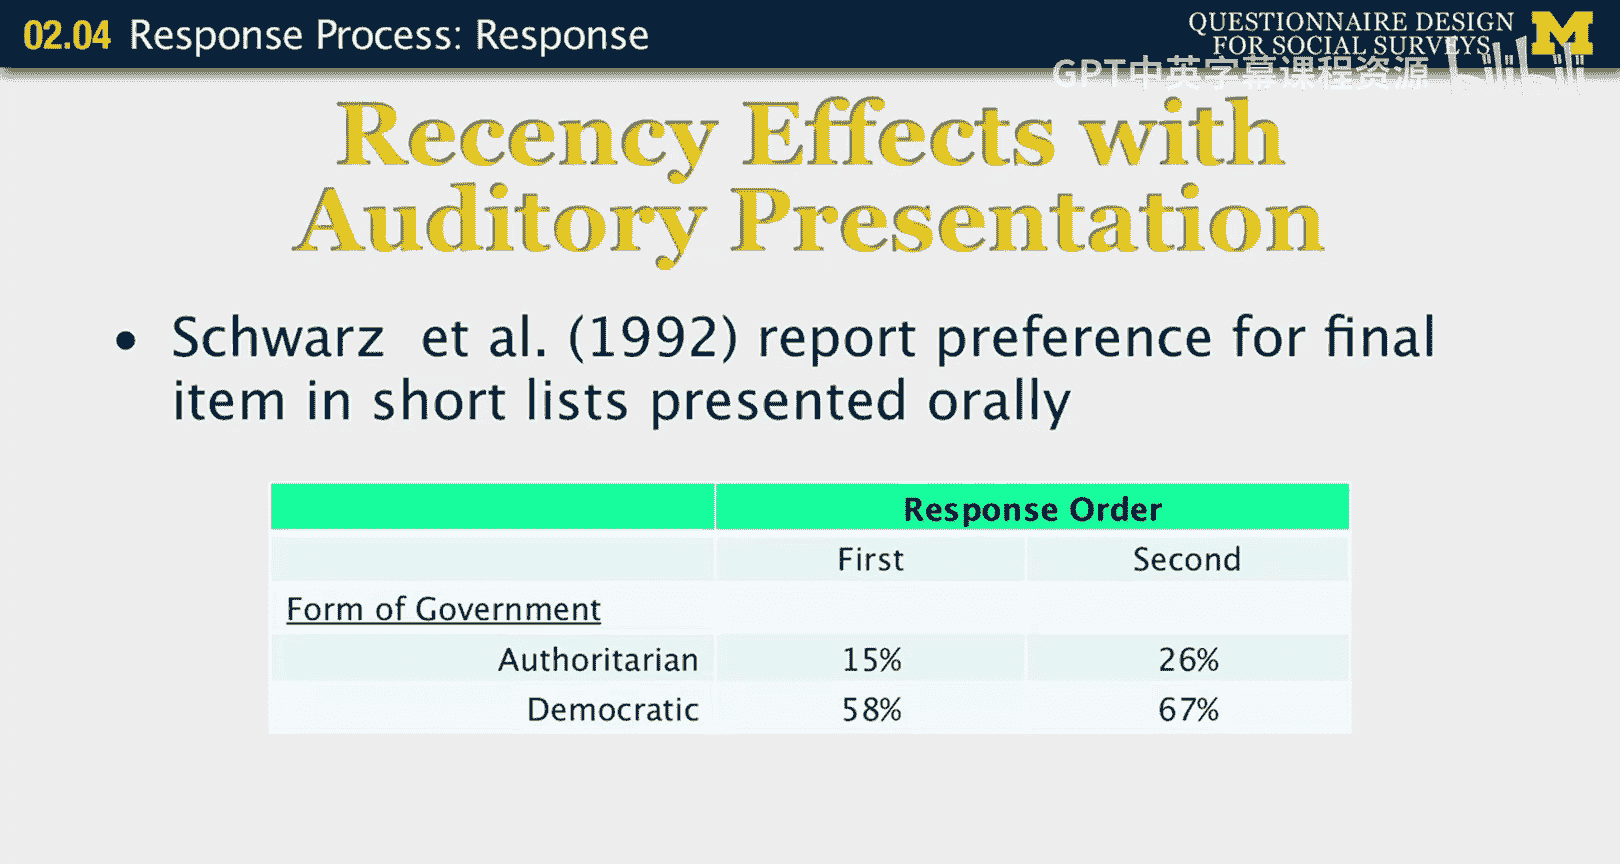 02.04 Response Process: Response
QUESTIONNAIRE DESIGN
FOR SOCIAL SURVEYS
M
GPT中英字幕课程资源 bilibili
Recency Effects with
Auditory Presentation
• Schwarz et al. (1992) report preference for final
item in short lists presented orally
Response Order
First Second
Form of Government
Authoritarian 15% 26%
Democratic 58% 67%